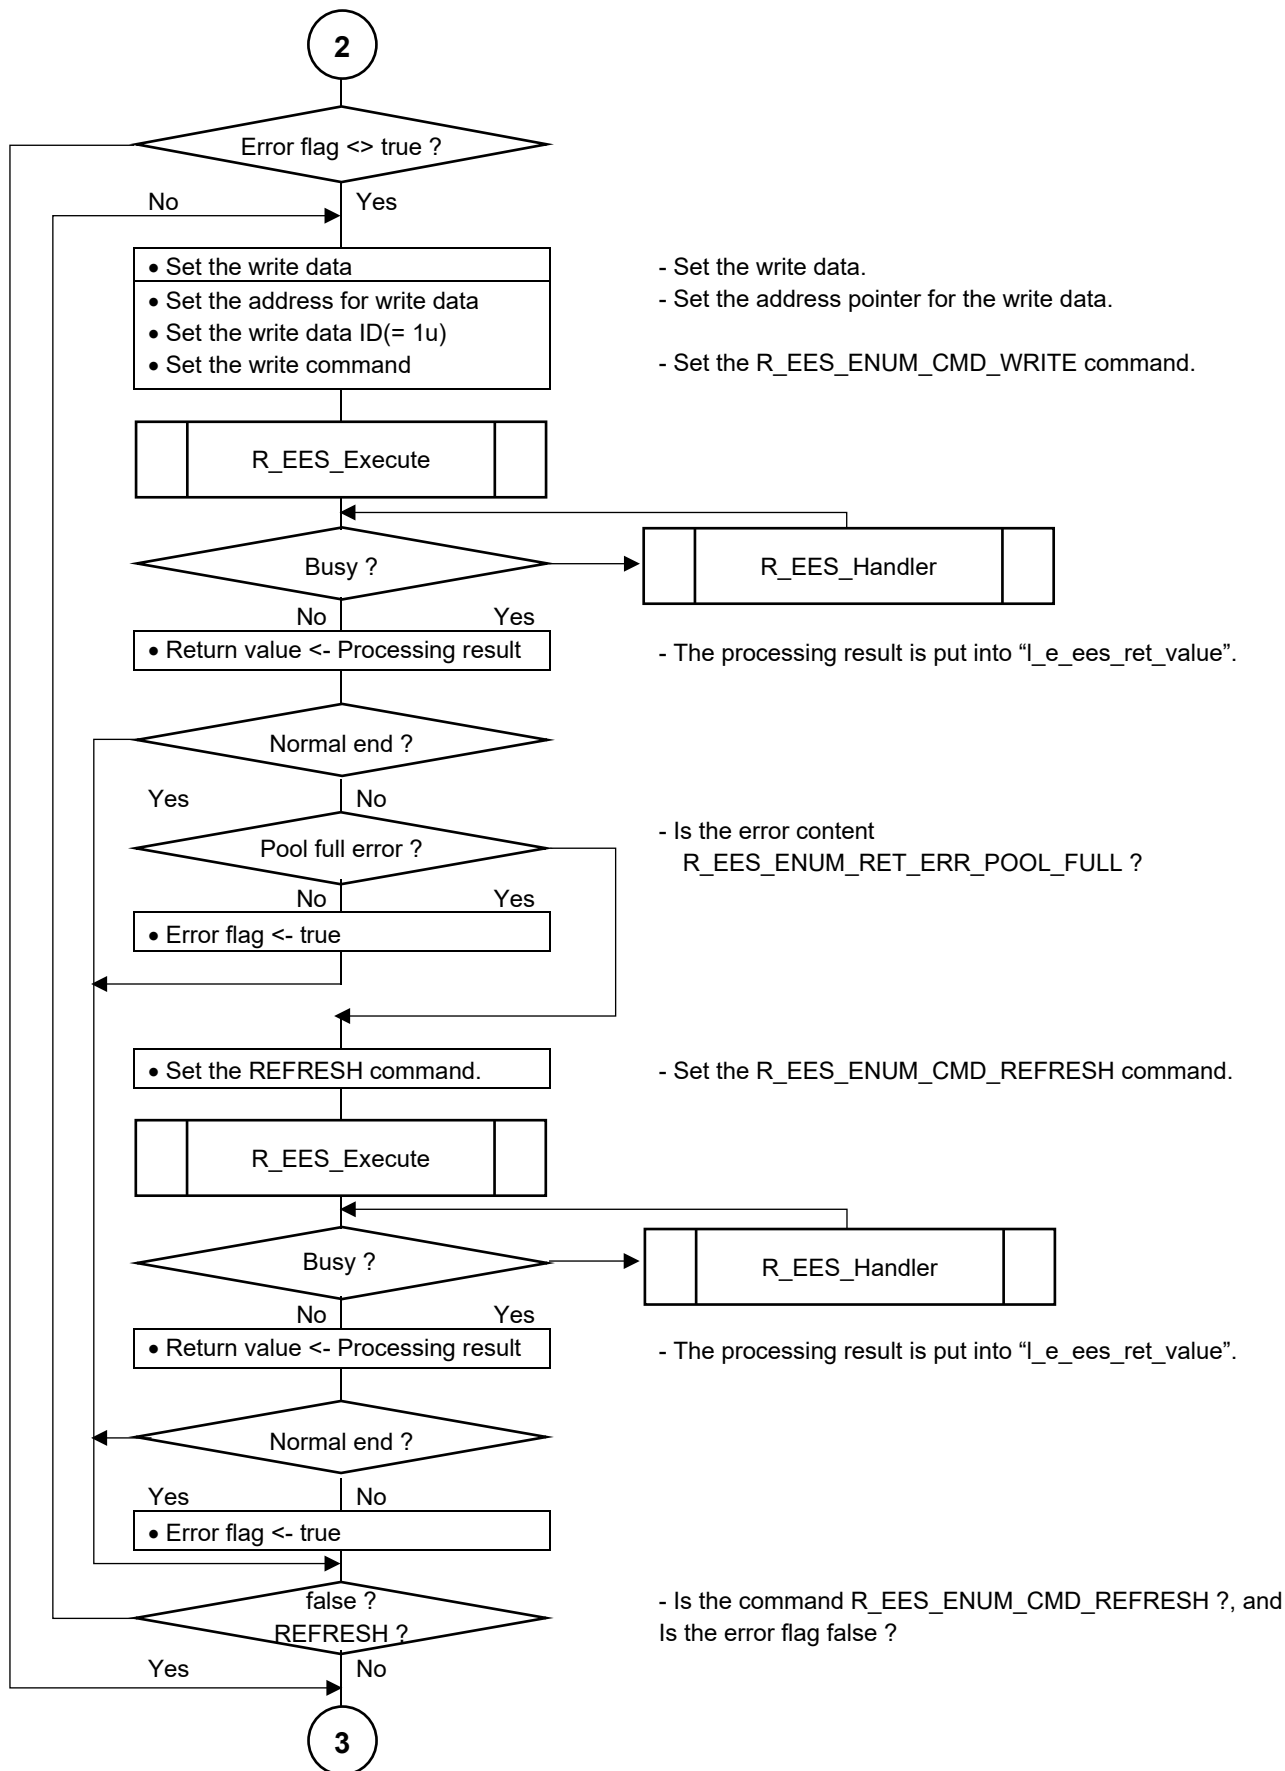 2
Error flag <> true ?
No
Yes
• Set the write data
- Set the write data.
• Set the address for write data
- Set the address pointer for the write data.
• Set the write data ID(= 1u)
• Set the write command
- Set the R_EES_ENUM_CMD_WRITE command.
R_EES_Execute
Busy ?
R_EES_Handler
No
Yes
• Return value <- Processing result
- The processing result is put into “l_e_ees_ret_value”.
Normal end ?
Yes
No
Pool full error ?
- Is the error content
R_EES_ENUM_RET_ERR_POOL_FULL ?
No
Yes
• Error flag <- true
• Set the REFRESH command.
- Set the R_EES_ENUM_CMD_REFRESH command.
R_EES_Execute
Busy ?
R_EES_Handler
No
Yes
• Return value <- Processing result
- The processing result is put into “l_e_ees_ret_value”.
Normal end ?
Yes
No
• Error flag <- true
false ?
REFRESH ?
- Is the command R_EES_ENUM_CMD_REFRESH ?, and
Is the error flag false ?
Yes
No
3